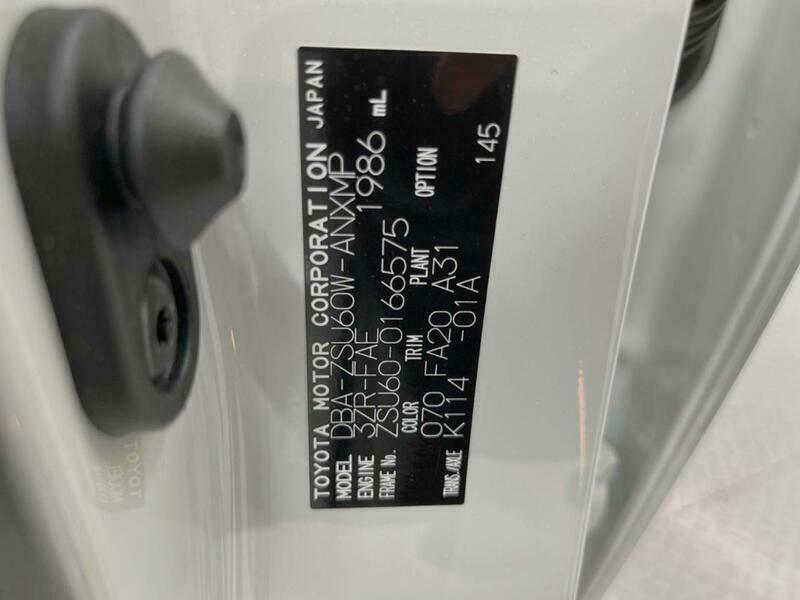 TOYOTA MOTOR CORPORATION JAPAN
MODEL DBA-ZSU60W-ANXMP
ENGINE 3ZR-FAE 1986 mL
FRAME No. ZSU60-0166575
COLOR TRIM PLANT OPTION
070 FA20 A31 145
TRANS./AXLE K114 -01A
TOYOT